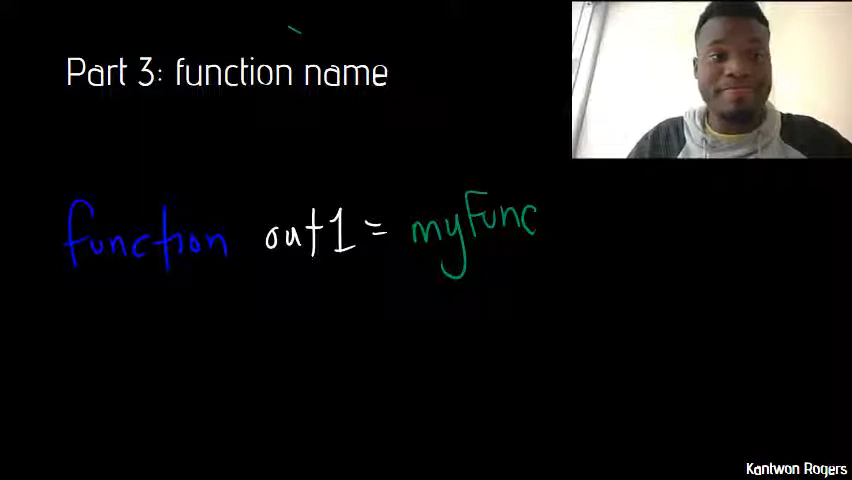 Part 3: function name
function out1 = myFunc
Kantwon Rogers